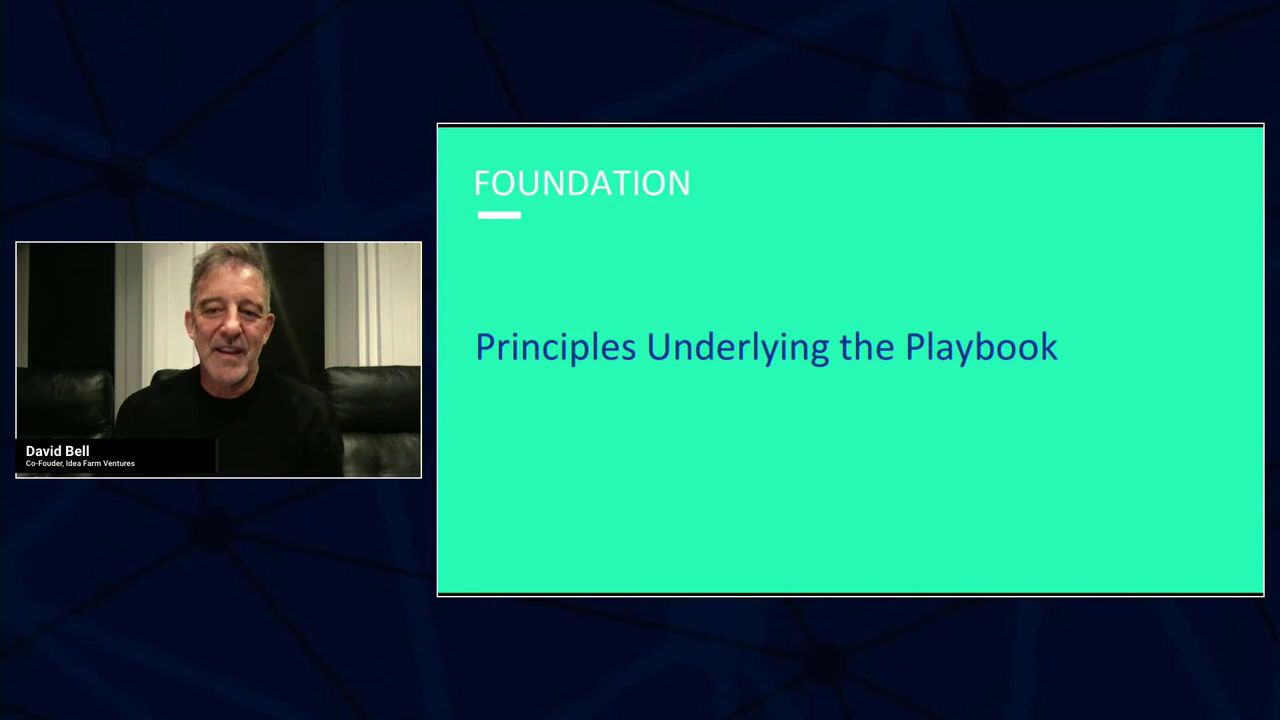 FOUNDATION
Principles Underlying the Playbook
David Bell
Co-Fouder, Idea Farm Ventures